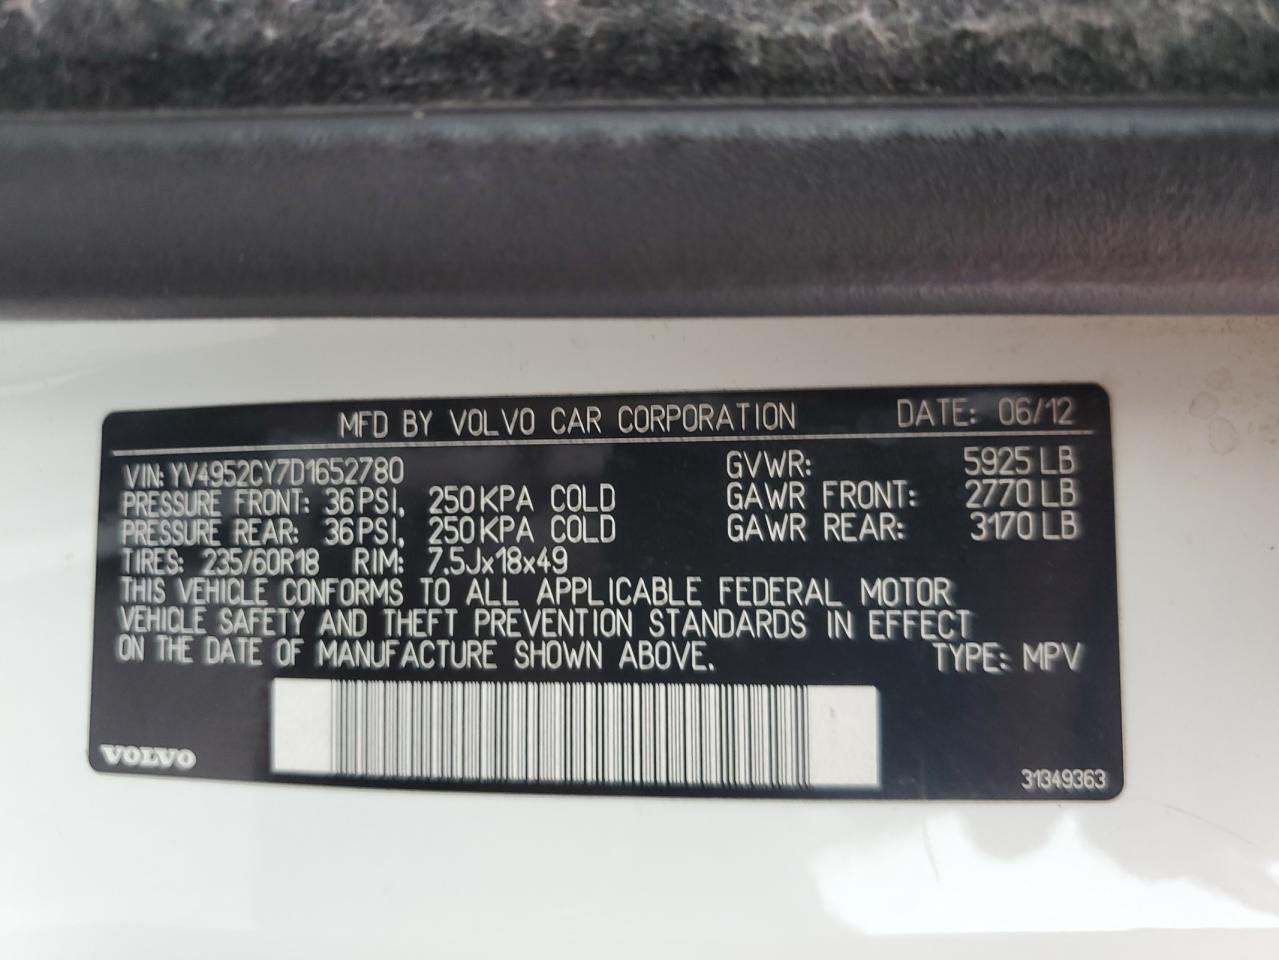 MFD BY VOLVO CAR CORPORATION DATE: 06/12
VIN: YV4952CY7D1652780 GVWR: 5925 LB
PRESSURE FRONT: 36 PSI, 250 KPA COLD GAWR FRONT: 2770 LB
PRESSURE REAR: 36 PSI, 250 KPA COLD GAWR REAR: 3170 LB
TIRES: 235/60R18 RIM: 7,5Jx18x49
THIS VEHICLE CONFORMS TO ALL APPLICABLE FEDERAL MOTOR
VEHICLE SAFETY AND THEFT PREVENTION STANDARDS IN EFFECT
ON THE DATE OF MANUFACTURE SHOWN ABOVE. TYPE: MPV
VOLVO
31349363